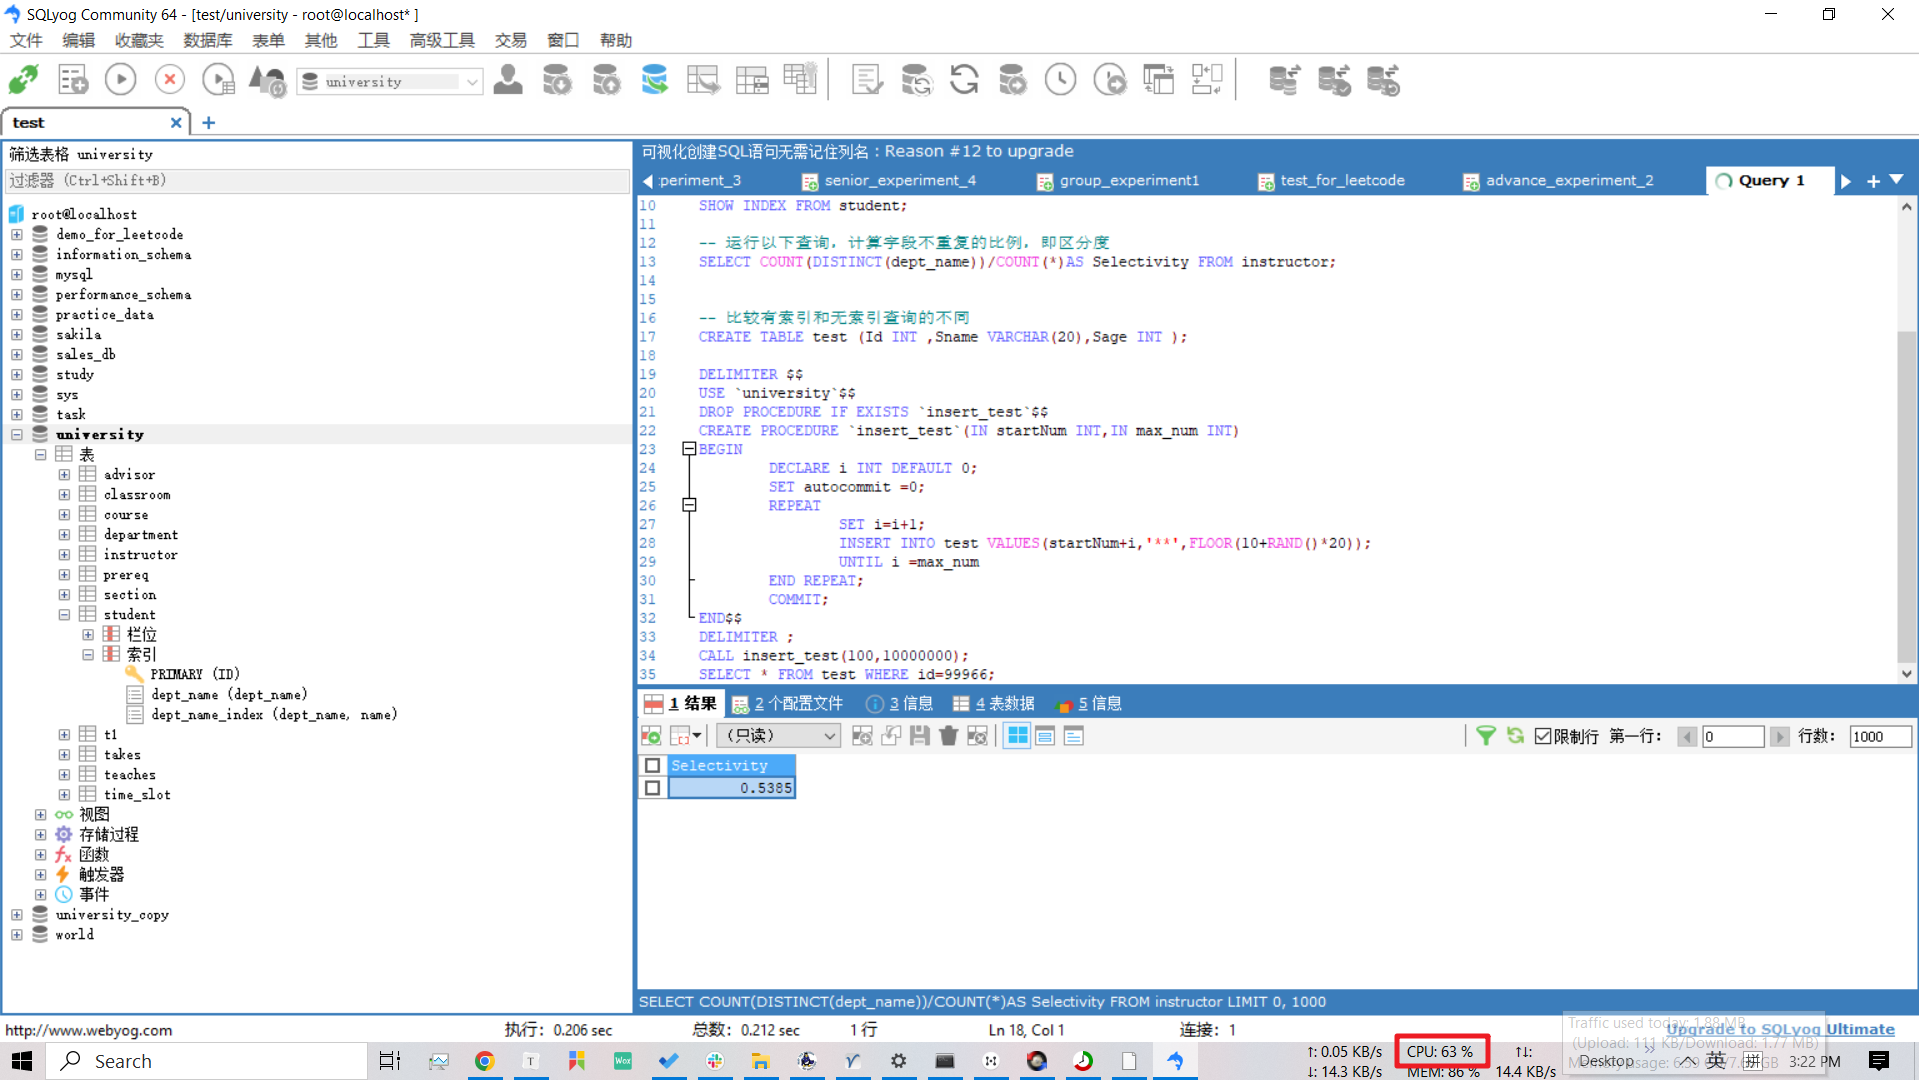 SQLyog Community 64 - [test/university - root@localhost* ]
文件 编辑 收藏夹 数据库 表单 其他 工具 高级工具 交易 窗口 帮助
university
test
筛选表格 university
过滤器 (Ctrl+Shift+B)
root@localhost
demo_for_leetcode
information_schema
mysql
performance_schema
practice_data
sakila
sales_db
study
sys
task
university
表
advisor
classroom
course
department
instructor
prereq
section
student
栏位
索引
PRIMARY (ID)
dept_name (dept_name)
dept_name_index (dept_name, name)
t1
takes
teaches
time_slot
视图
存储过程
函数
触发器
事件
university_copy
world
可视化创建SQL语句无需记住列名 : Reason #12 to upgrade
periment_3 senior_experiment_4 group_experiment1 test_for_leetcode advance_experiment_2 Query 1
10 SHOW INDEX FROM student;
11
12 -- 运行以下查询，计算字段不重复的比例，即区分度
13 SELECT COUNT(DISTINCT(dept_name))/COUNT(*)AS Selectivity FROM instructor;
14
15
16 -- 比较有索引和无索引查询的不同
17 CREATE TABLE test (Id INT ,Sname VARCHAR(20),Sage INT );
18
19 DELIMITER $$
20 USE `university`$$
21 DROP PROCEDURE IF EXISTS `insert_test`$$
22 CREATE PROCEDURE `insert_test`(IN startNum INT,IN max_num INT)
23 BEGIN
24 DECLARE i INT DEFAULT 0;
25 SET autocommit =0;
26 REPEAT
27 SET i=i+1;
28 INSERT INTO test VALUES(startNum+i,'**',FLOOR(10+RAND()*20));
29 UNTIL i =max_num
30 END REPEAT;
31 COMMIT;
32 END$$
33 DELIMITER ;
34 CALL insert_test(100,10000000);
35 SELECT * FROM test WHERE id=99966;
1 结果 2 个配置文件 3 信息 4 表数据 5 信息
（只读） 限制行 第一行: 0 行数: 1000
Selectivity
0.5385
SELECT COUNT(DISTINCT(dept_name))/COUNT(*)AS Selectivity FROM instructor LIMIT 0, 1000
http://www.webyog.com 执行: 0.206 sec 总数: 0.212 sec 1 行 Ln 18, Col 1 连接: 1 Upgrade to SQLyog Ultimate
Traffic used today: 1.88 MB
(Upload: 111 KB/Download: 1.77 MB)
Search
↑: 0.05 KB/s CPU: 63 % ↑↓:
↓: 14.3 KB/s MEM: 86 % 14.4 KB/s
Desktop 英 拼 3:22 PM